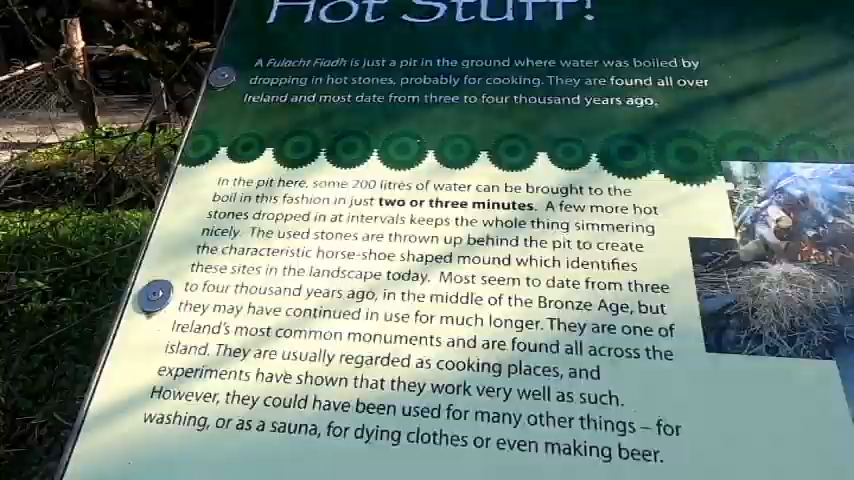 Hot Stuff!
A Fulacht Fiadh is just a pit in the ground where water was boiled by
dropping in hot stones, probably for cooking. They are found all over
Ireland and most date from three to four thousand years ago.
In the pit here, some 200 litres of water can be brought to the
boil in this fashion in just two or three minutes. A few more hot
stones dropped in at intervals keeps the whole thing simmering
nicely. The used stones are thrown up behind the pit to create
the characteristic horse-shoe shaped mound which identifies
these sites in the landscape today. Most seem to date from three
to four thousand years ago, in the middle of the Bronze Age, but
they may have continued in use for much longer. They are one of
Ireland's most common monuments and are found all across the
island. They are usually regarded as cooking places, and
experiments have shown that they work very well as such.
However, they could have been used for many other things – for
washing, or as a sauna, for dying clothes or even making beer.